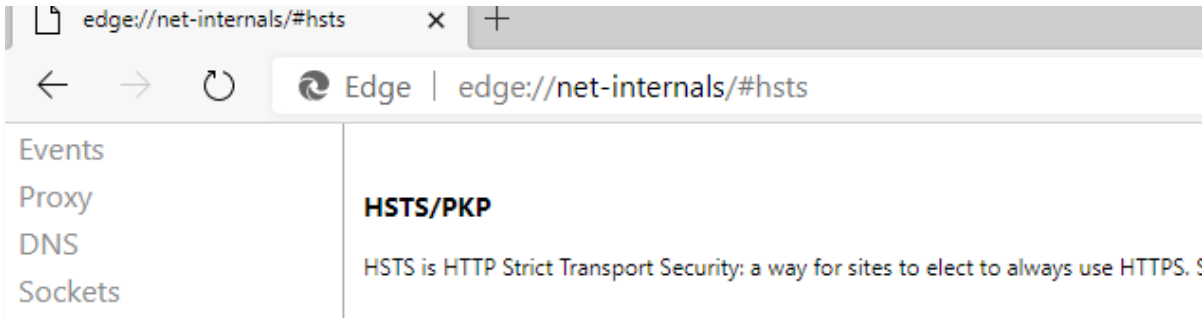 edge://net-internals/#hsts
Edge | edge://net-internals/#hsts
Events
Proxy
DNS
Sockets
HSTS/PKP
HSTS is HTTP Strict Transport Security: a way for sites to elect to always use HTTPS.